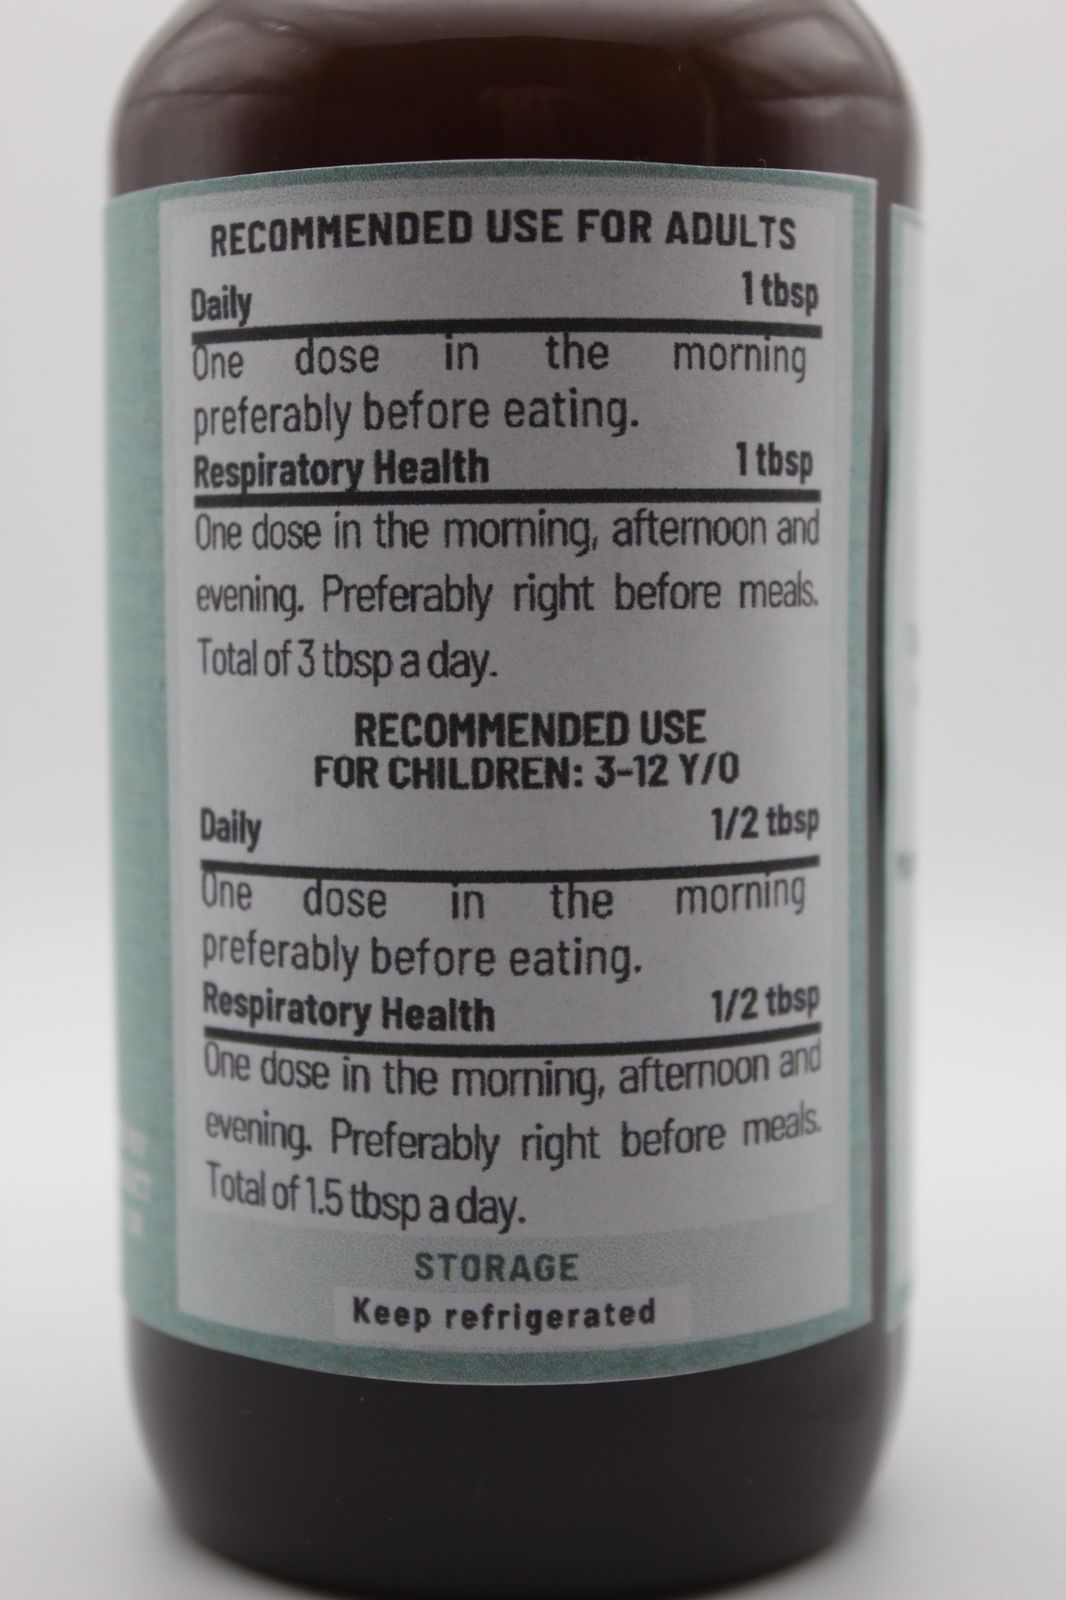 RECOMMENDED USE FOR ADULTS
Daily 1 tbsp
One dose in the morning
preferably before eating.
Respiratory Health 1 tbsp
One dose in the morning, afternoon and
evening. Preferably right before meals.
Total of 3 tbsp a day.
RECOMMENDED USE
FOR CHILDREN: 3-12 Y/O
Daily 1/2 tbsp
One dose in the morning
preferably before eating.
Respiratory Health 1/2 tbsp
One dose in the morning, afternoon and
evening. Preferably right before meals.
Total of 1.5 tbsp a day.
STORAGE
Keep refrigerated